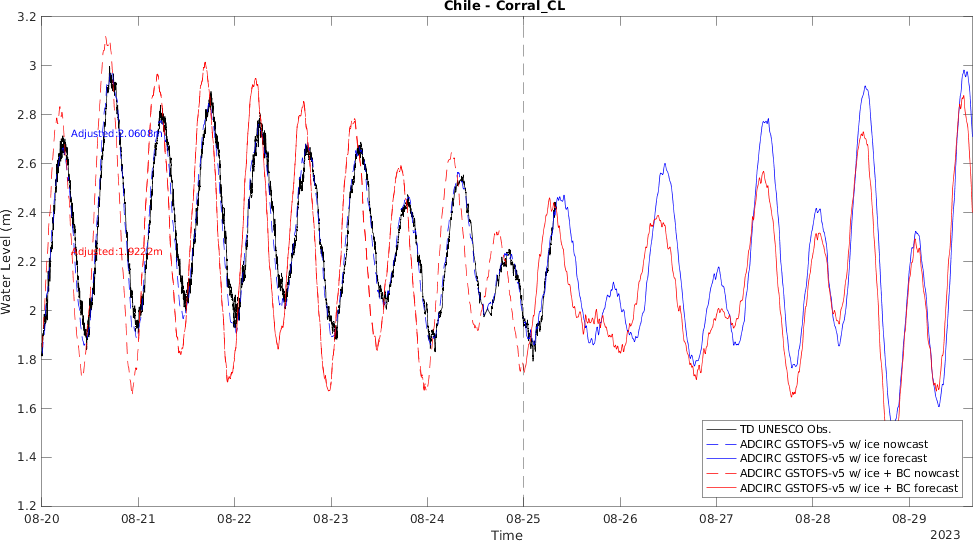 Chile - Corral_CL
3.2
3
2.8
2.6
2.4
2.2
2
1.8
1.6
1.4
1.2
Water Level (m)
Adjusted:2.0608m
Adjusted:1.9222m
TD UNESCO Obs.
ADCIRC GSTOFS-v5 w/ ice nowcast
ADCIRC GSTOFS-v5 w/ ice forecast
ADCIRC GSTOFS-v5 w/ ice + BC nowcast
ADCIRC GSTOFS-v5 w/ ice + BC forecast
08-20 08-21 08-22 08-23 08-24 08-25 08-26 08-27 08-28 08-29
Time
2023